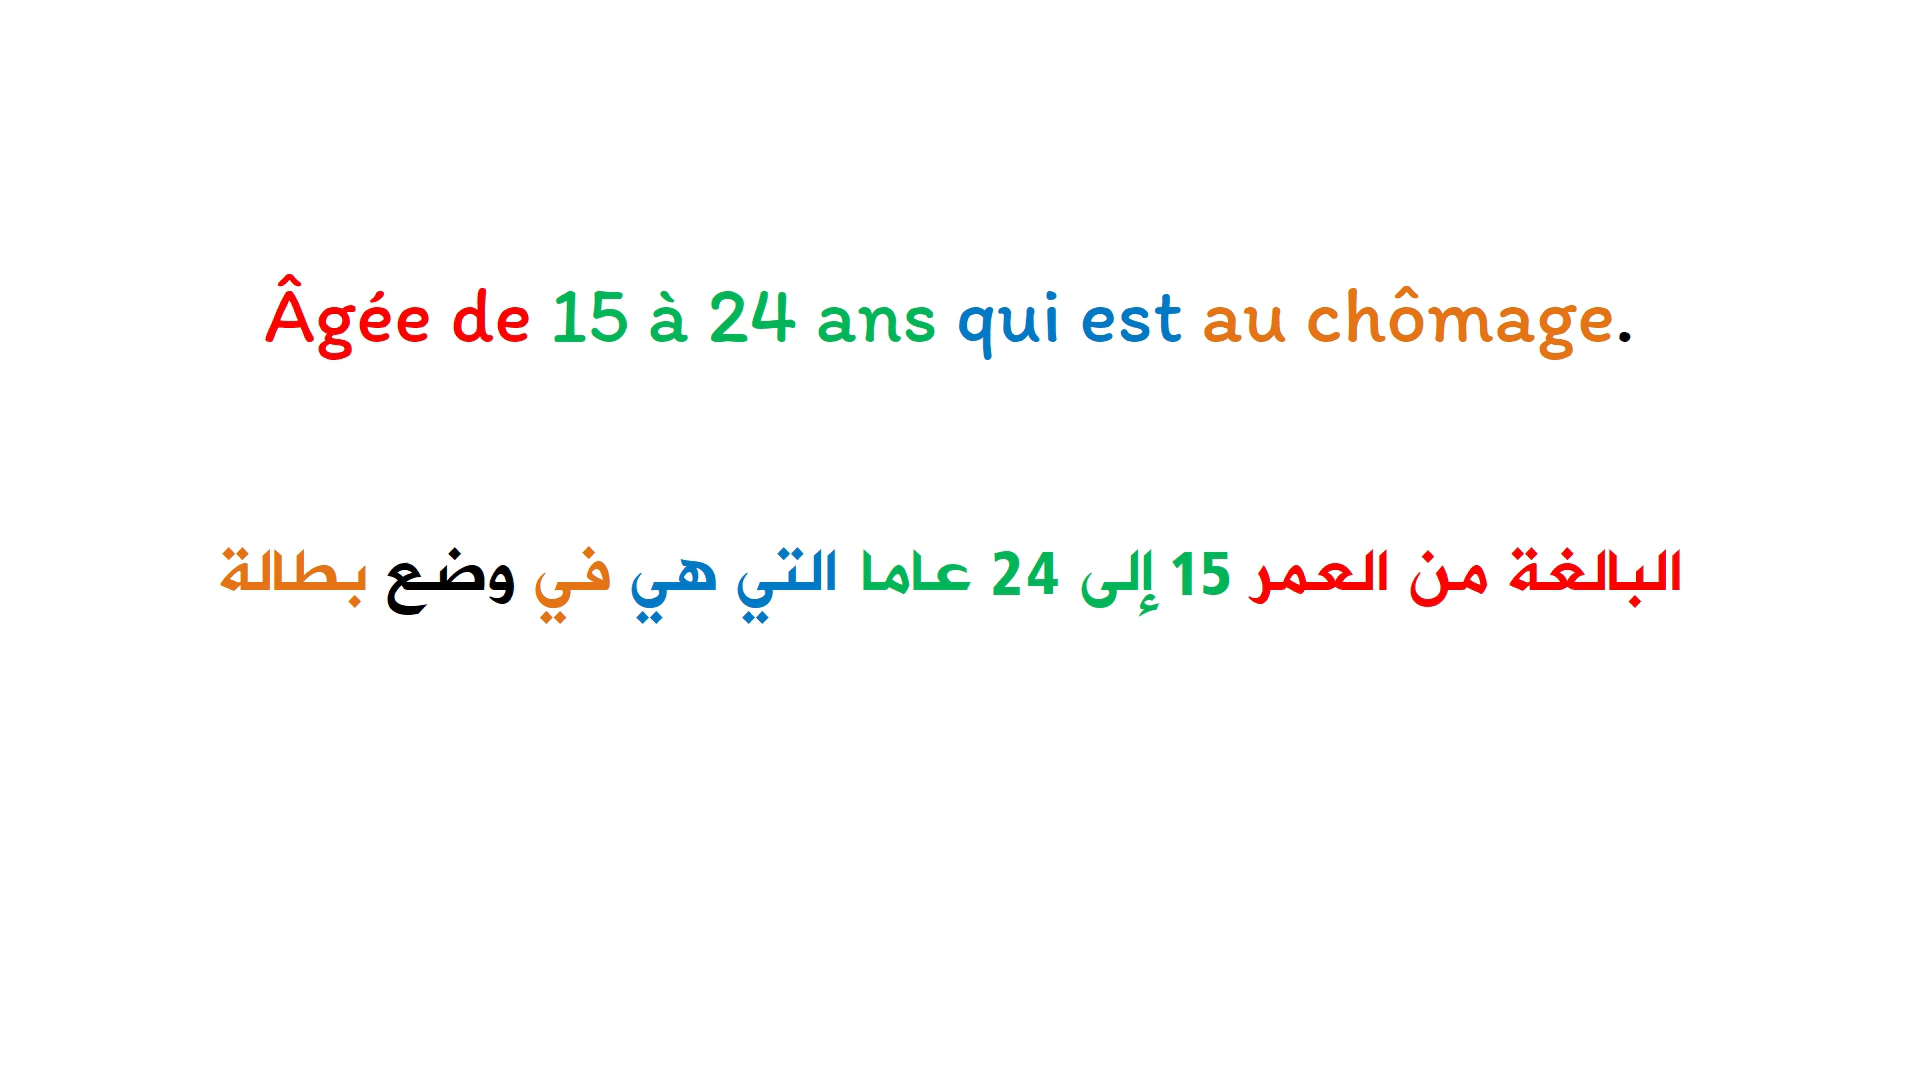 Âgée de 15 à 24 ans qui est au chômage.
البالغة من العمر 15 إلى 24 عاما التي هي في وضع بطالة